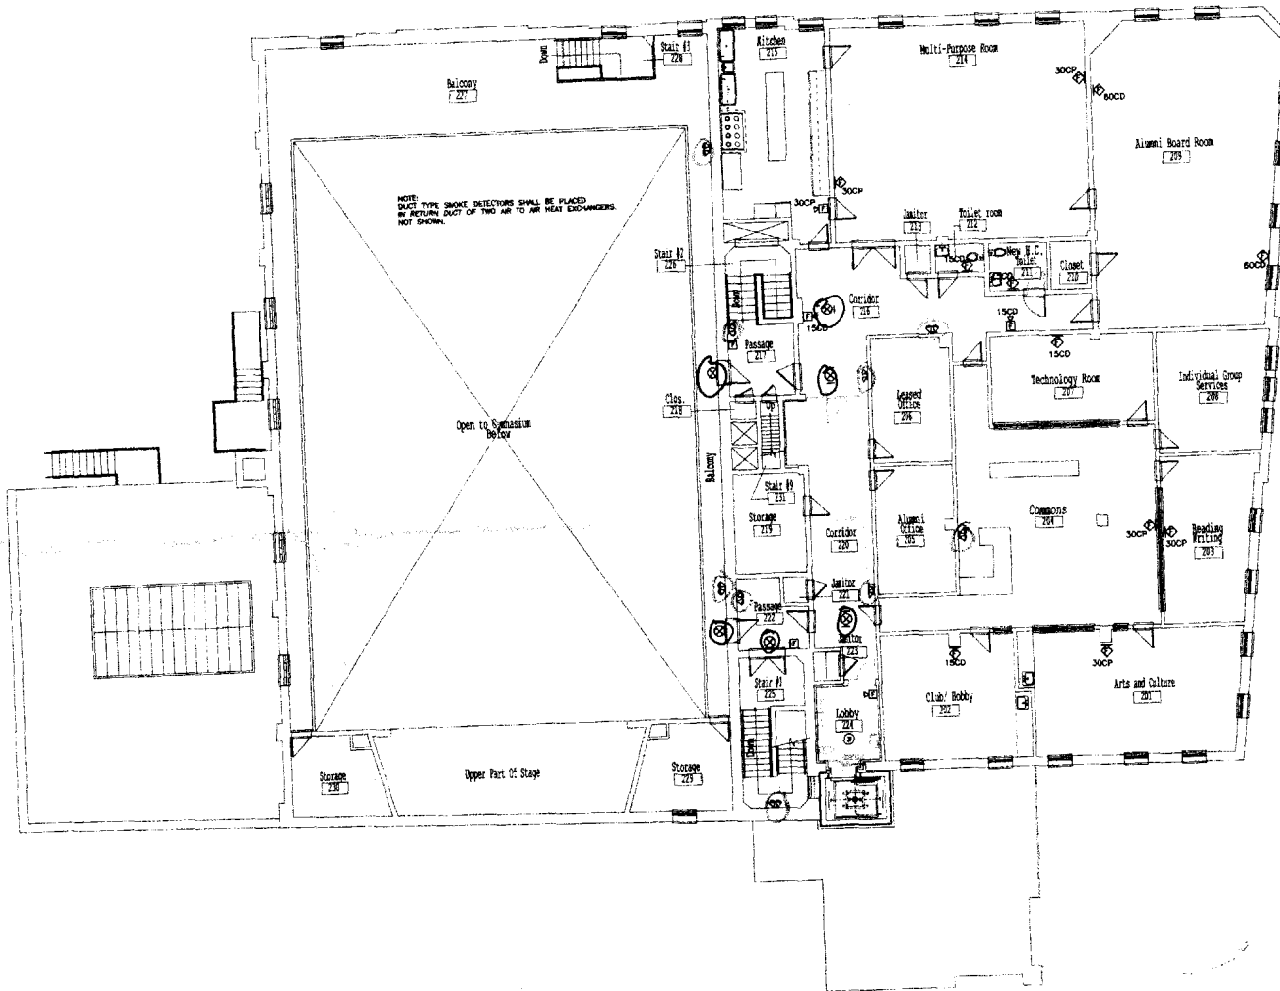 Down
Stair #3
228
Balcony
227
Kitchen
215
Multi-Purpose Room
214
30CP
60CD
Alumni Board Room
209
NOTE:
DUCT TYPE SMOKE DETECTORS SHALL BE PLACED
IN RETURN DUCT OF TWO AIR TO AIR HEAT EXCHANGERS.
NOT SHOWN.
30CP
30CP
F
Janitor
213
Toilet room
212
15CD
New H.C.
Toilet
211
Closet
210
60CD
Stair #2
226
Down
Corridor
216
F
15CD
15CD
F
15CD
Passage
217
F
Technology Room
207
Individual Group
Services
208
Leased
Office
206
Clos.
218
Up
Open to Gymnasium
Below
Balcony
Stair #9
231
Storage
219
Corridor
220
Alumni
Office
205
Commons
204
30CP
30CP
Reading
Writing
203
Janitor
221
Passage
222
F
Janitor
223
15CD
30CP
Stair #1
225
Down
F
Lobby
224
Club/ Hobby
202
Arts and Culture
201
Storage
230
Upper Part Of Stage
Storage
229